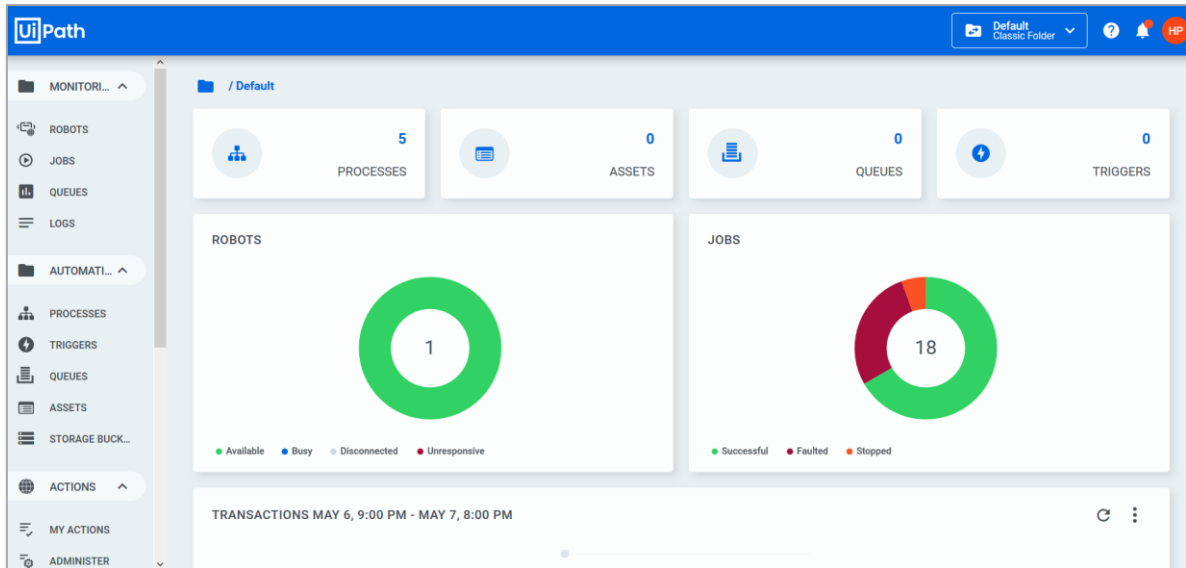 UiPath
Default
Classic Folder
HP
MONITORI...
ROBOTS
JOBS
QUEUES
LOGS
AUTOMATI...
PROCESSES
TRIGGERS
QUEUES
ASSETS
STORAGE BUCK...
ACTIONS
MY ACTIONS
ADMINISTER
/ Default
5
PROCESSES
0
ASSETS
0
QUEUES
0
TRIGGERS
ROBOTS
1
Available Busy Disconnected Unresponsive
JOBS
18
Successful Faulted Stopped
TRANSACTIONS MAY 6, 9:00 PM - MAY 7, 8:00 PM